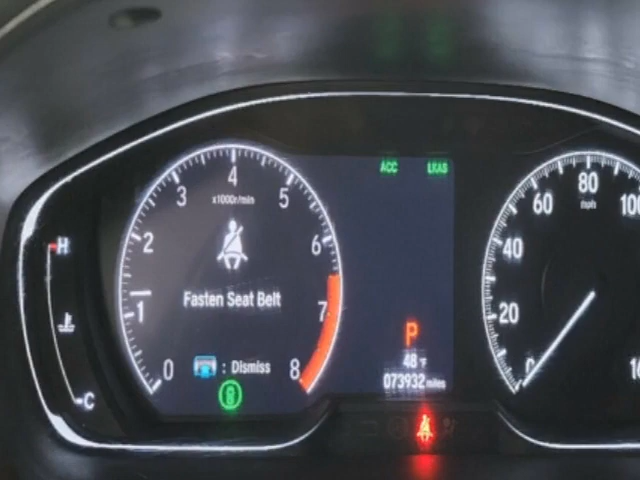 ACC LKAS
4
3 5
x1000r/min
2 6
1 7
0 8
Fasten Seat Belt
: Dismiss
H
C
P
48°F
073932 miles
80
mph
60 100
40
20
0